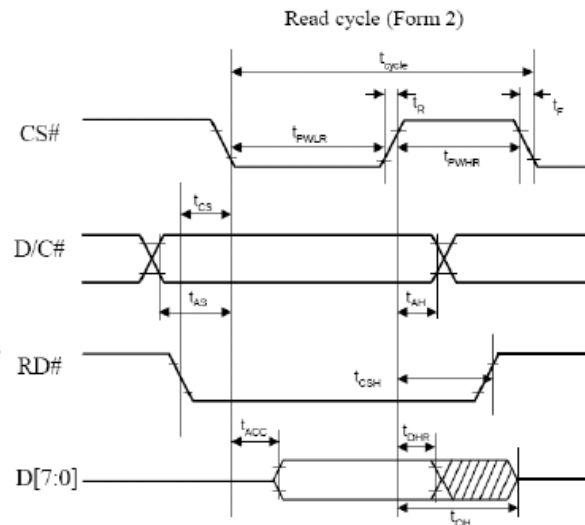 Read cycle (Form 2)
tcycle
tR
tF
CS#
tPWLR
tPWHR
tCS
D/C#
tAS
tAH
RD#
tCSH
tACC
tDHR
D[7:0]
tOH